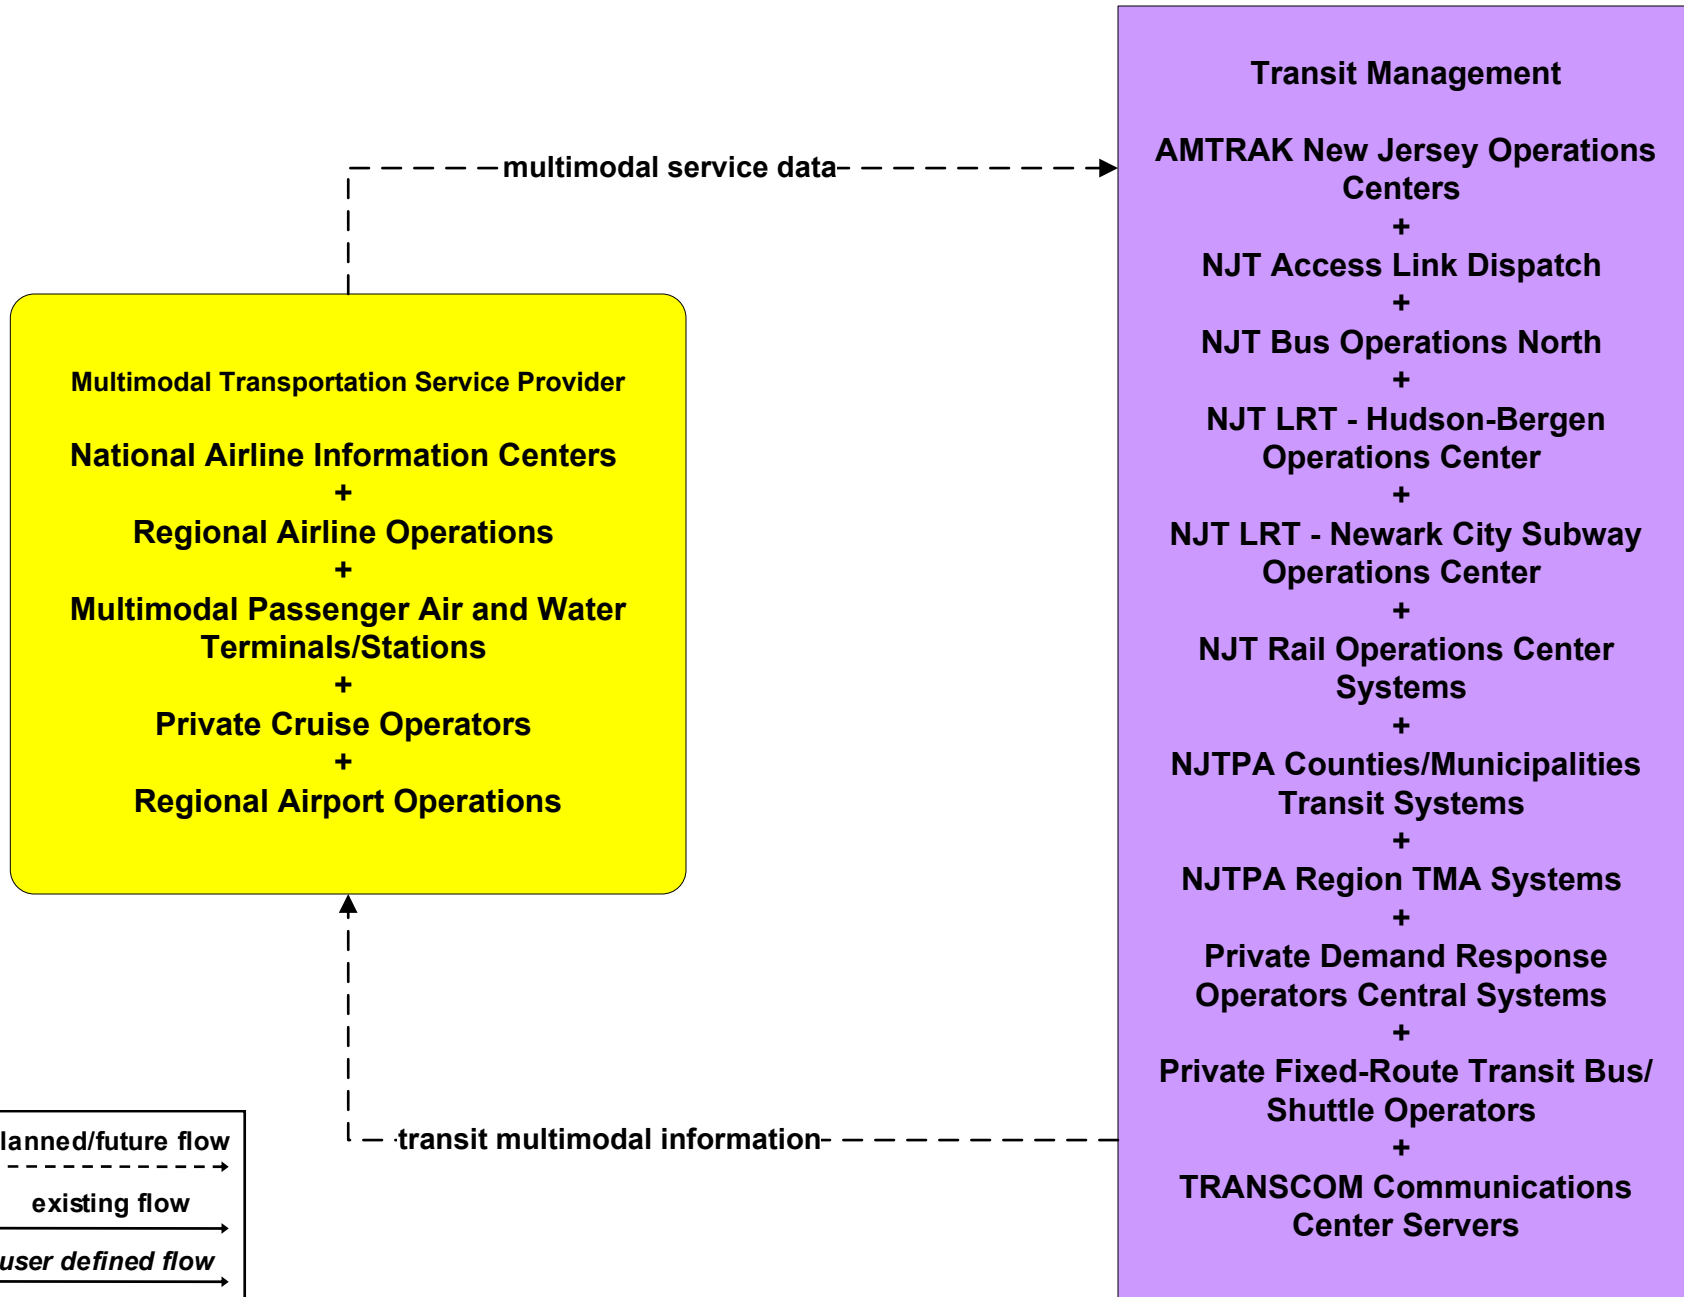 multimodal service data
Multimodal Transportation Service Provider
National Airline Information Centers
+
Regional Airline Operations
+
Multimodal Passenger Air and Water
Terminals/Stations
+
Private Cruise Operators
+
Regional Airport Operations
transit multimodal information
lanned/future flow
existing flow
user defined flow
Transit Management
AMTRAK New Jersey Operations
Centers
+
NJT Access Link Dispatch
+
NJT Bus Operations North
+
NJT LRT - Hudson-Bergen
Operations Center
+
NJT LRT - Newark City Subway
Operations Center
+
NJT Rail Operations Center
Systems
+
NJTPA Counties/Municipalities
Transit Systems
+
NJTPA Region TMA Systems
+
Private Demand Response
Operators Central Systems
+
Private Fixed-Route Transit Bus/
Shuttle Operators
+
TRANSCOM Communications
Center Servers